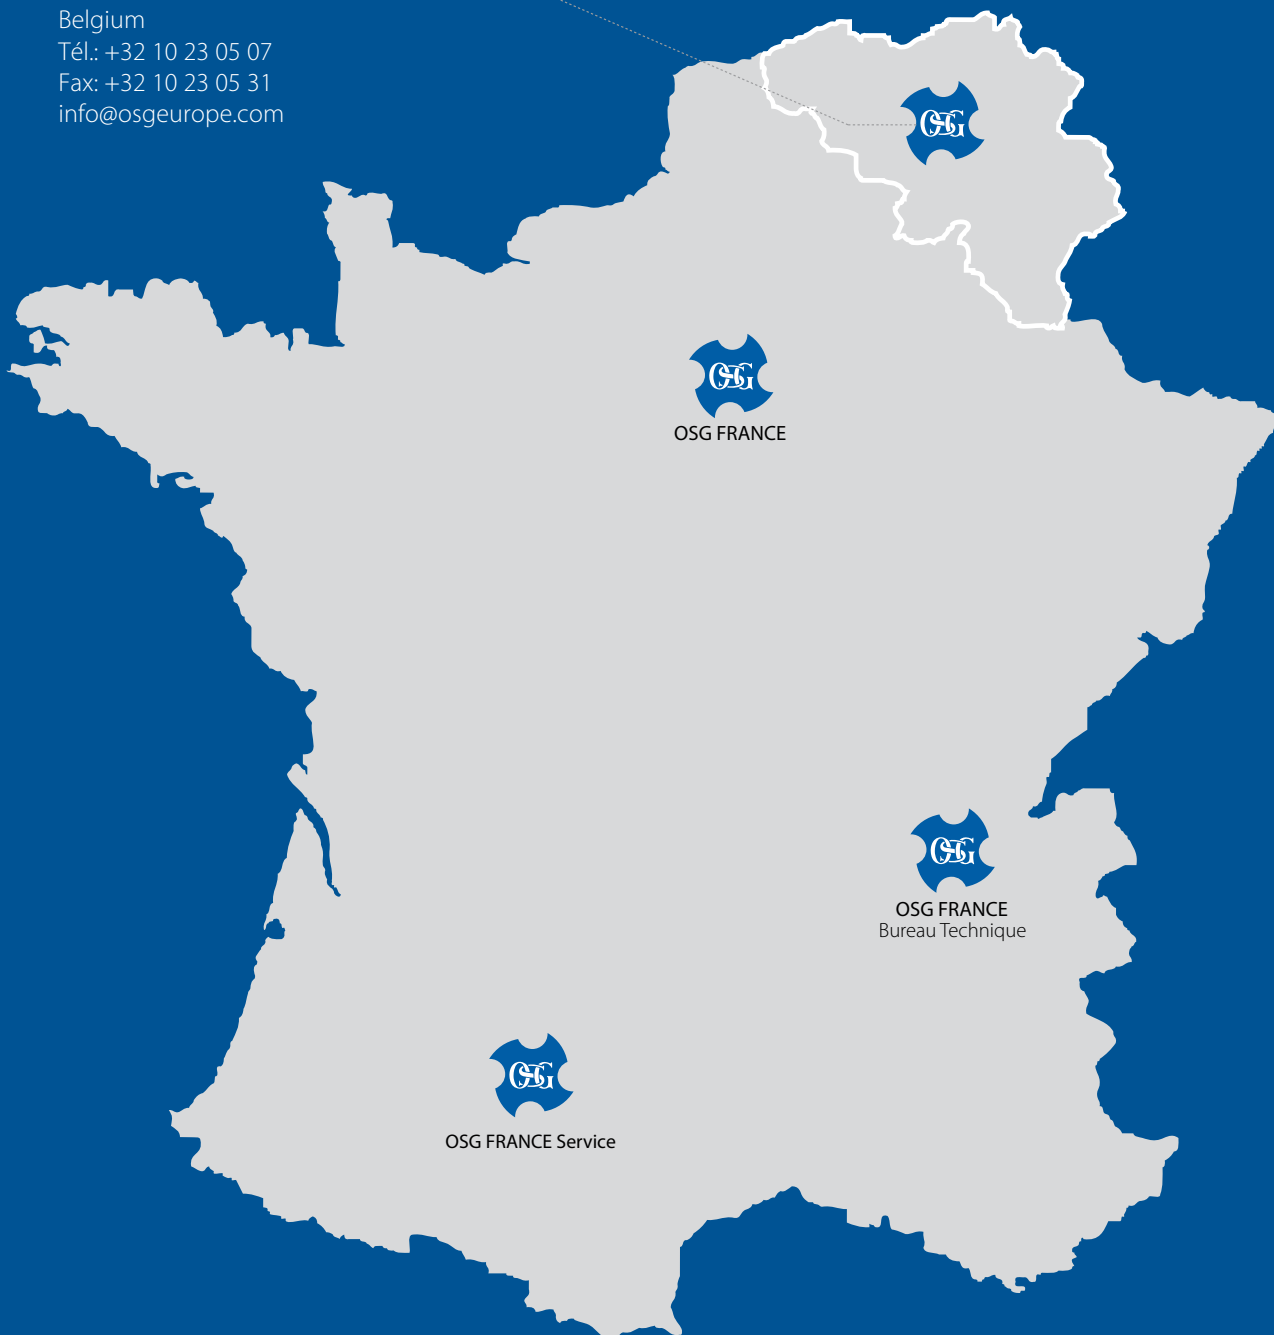 Belgium
Tél.: +32 10 23 05 07
Fax: +32 10 23 05 31
info@osgeurope.com
OSG
OSG
OSG FRANCE
OSG
OSG FRANCE
Bureau Technique
OSG
OSG FRANCE Service